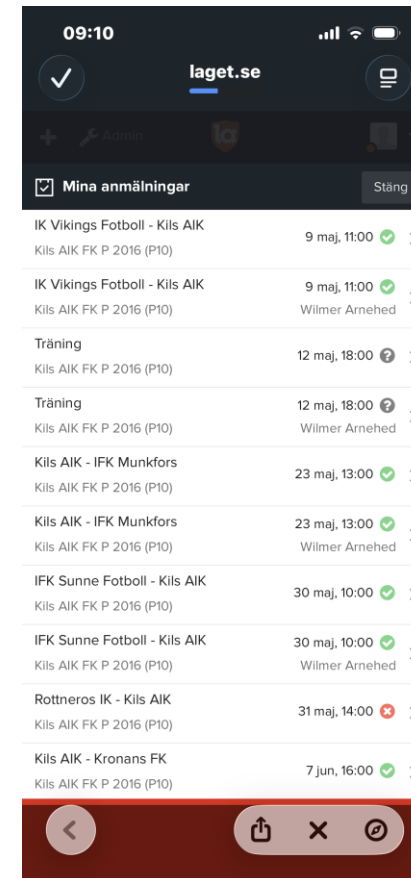 09:10
laget.se
Admin
Mina anmälningar
Stäng
IK Vikings Fotboll - Kils AIK
9 maj, 11:00
Kils AIK FK P 2016 (P10)
IK Vikings Fotboll - Kils AIK
9 maj, 11:00
Kils AIK FK P 2016 (P10)
Wilmer Arnehed
Träning
12 maj, 18:00
Kils AIK FK P 2016 (P10)
Träning
12 maj, 18:00
Kils AIK FK P 2016 (P10)
Wilmer Arnehed
Kils AIK - IFK Munkfors
23 maj, 13:00
Kils AIK FK P 2016 (P10)
Kils AIK - IFK Munkfors
23 maj, 13:00
Kils AIK FK P 2016 (P10)
Wilmer Arnehed
IFK Sunne Fotboll - Kils AIK
30 maj, 10:00
Kils AIK FK P 2016 (P10)
IFK Sunne Fotboll - Kils AIK
30 maj, 10:00
Kils AIK FK P 2016 (P10)
Wilmer Arnehed
Rottneros IK - Kils AIK
31 maj, 14:00
Kils AIK FK P 2016 (P10)
Kils AIK - Kronans FK
7 jun, 16:00
Kils AIK FK P 2016 (P10)